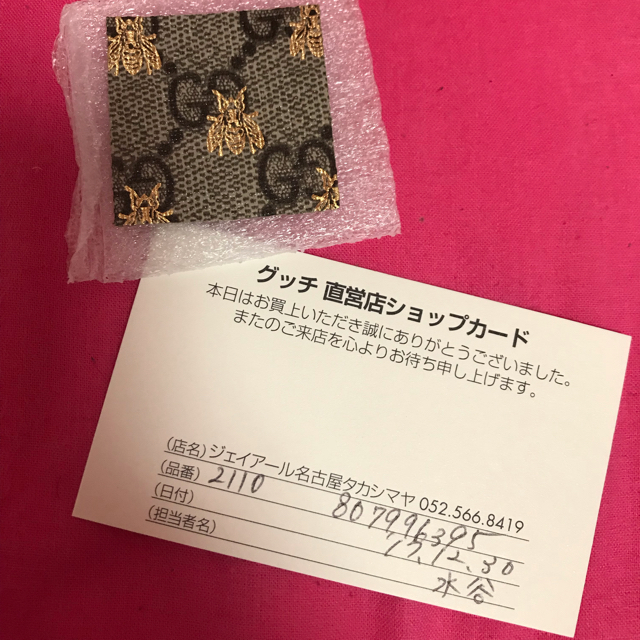 グッチ 直営店ショップカード
本日はお買上いただき誠にありがとうございました。
またのご来店を心よりお待ち申し上げます。
(店名)ジェイアール名古屋タカシマヤ 052.566.8419
(品番) 2110 807996395
(日付) 15.12.30
(担当者名) 水谷